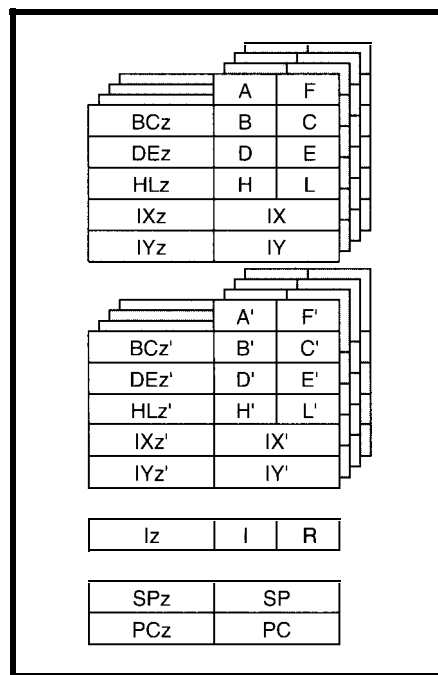 A F
BCz B C
DEz D E
HLz H L
IXz IX
IYz IY
A' F'
BCz' B' C'
DEz' D' E'
HLz' H' L'
IXz' IX'
IYz' IY'
Iz I R
SPz SP
PCz PC